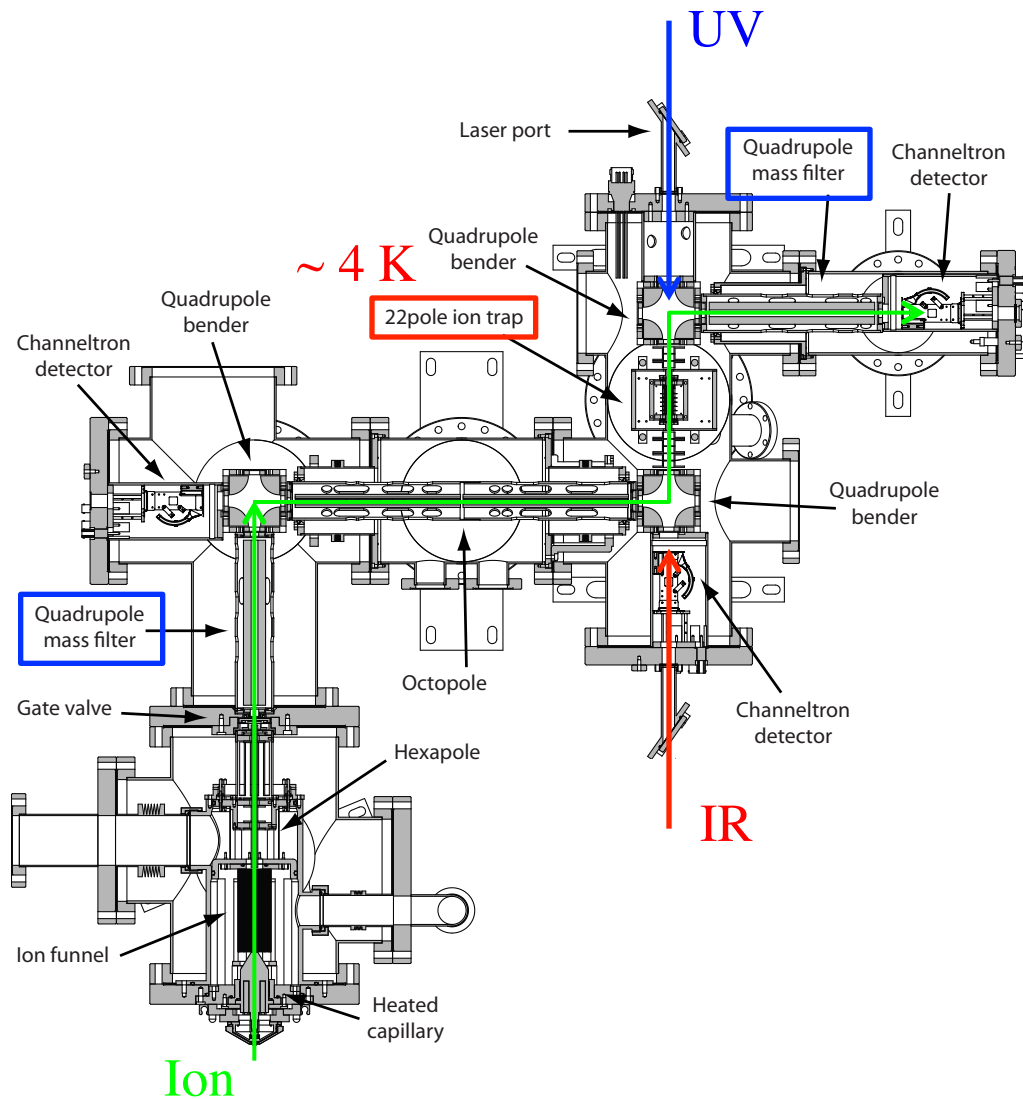 UV
Laser port
Quadrupole
mass filter
Channeltron
detector
Quadrupole
bender
~ 4 K
22pole ion trap
Quadrupole
bender
Channeltron
detector
Quadrupole
bender
Quadrupole
mass filter
Octopole
Gate valve
Channeltron
detector
Hexapole
IR
Ion funnel
Heated
capillary
Ion